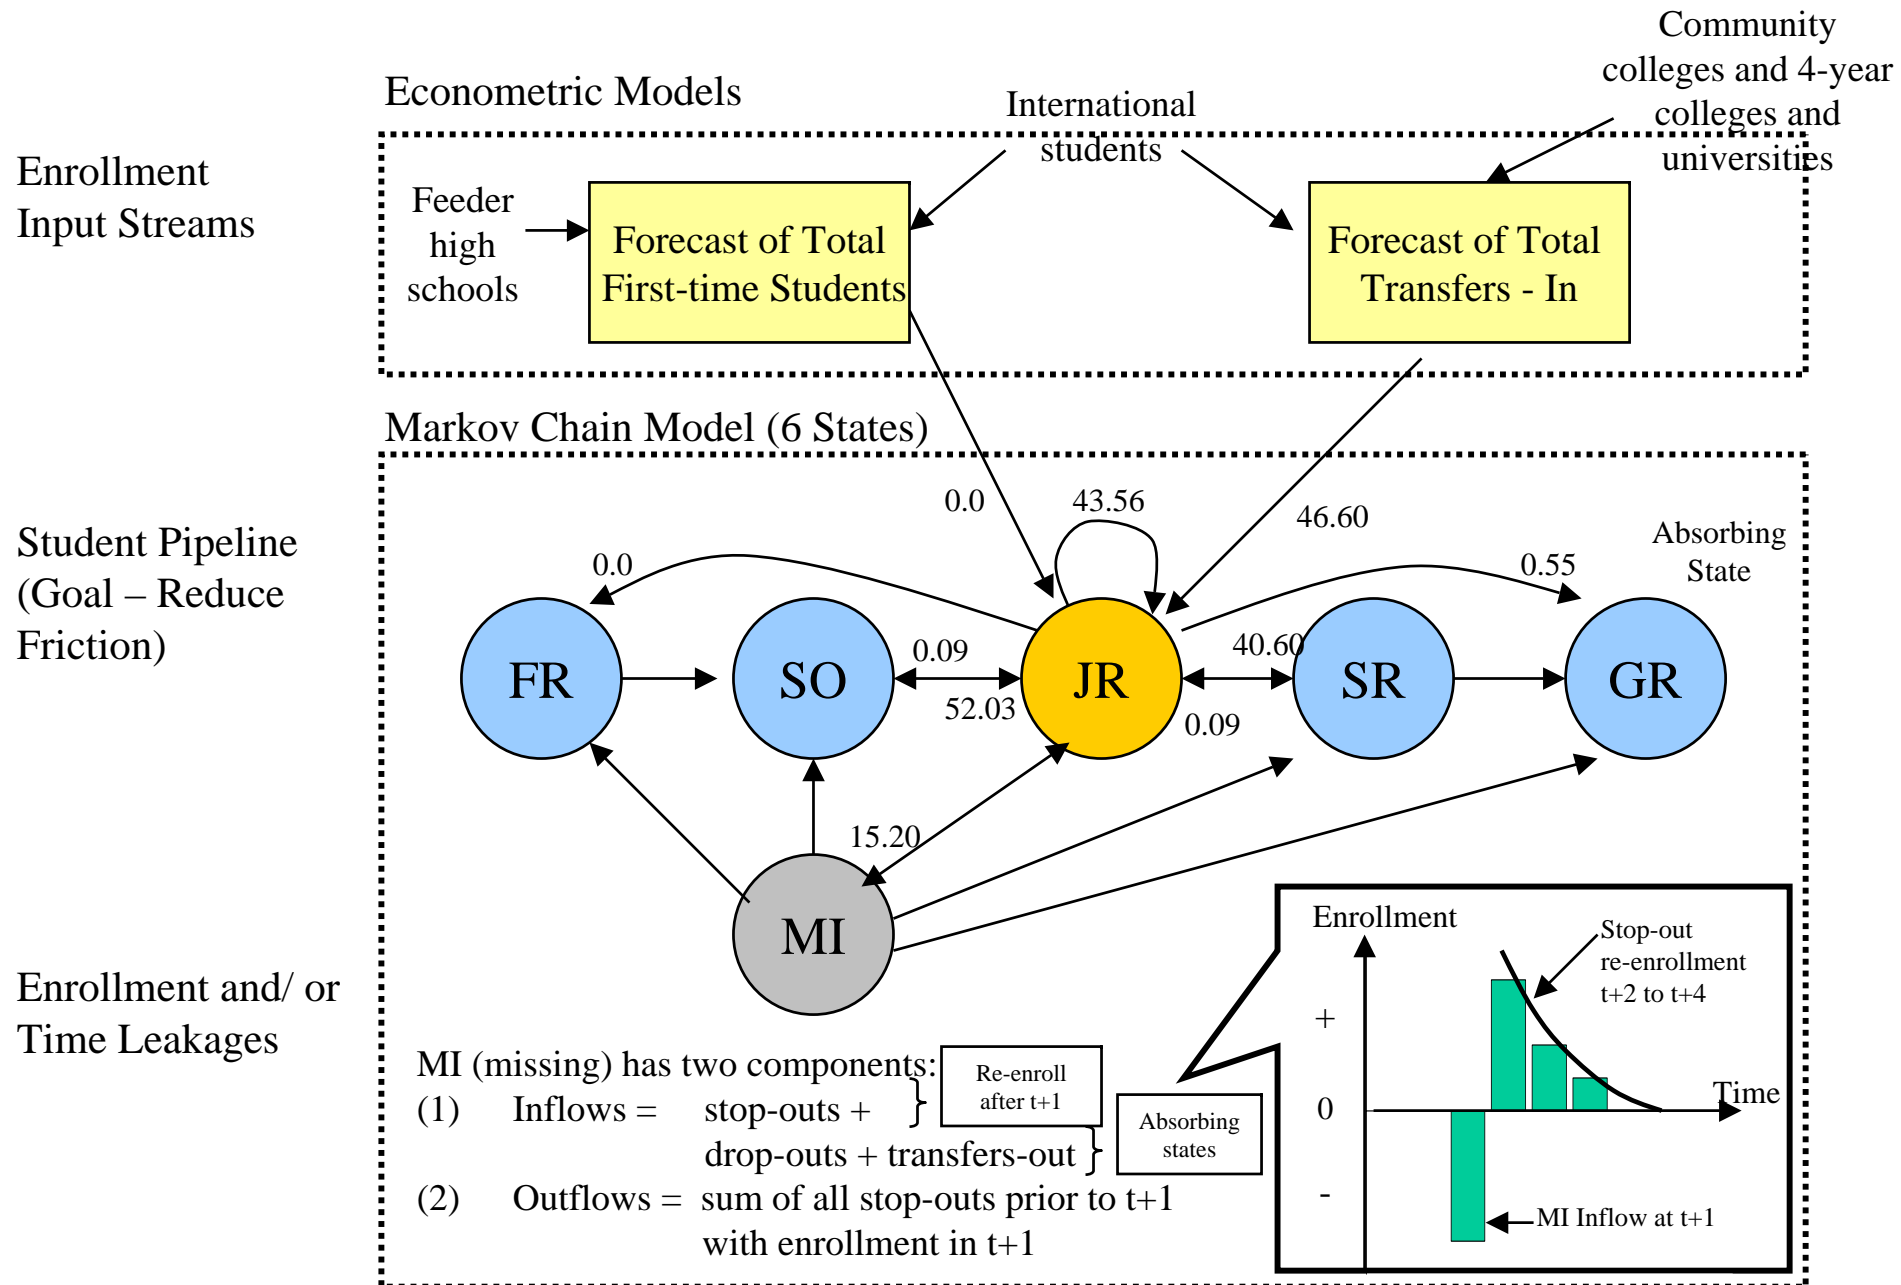 Community
colleges and 4-year
colleges and
universities
Econometric Models
International
students
Enrollment
Input Streams
Feeder
high
schools
Forecast of Total
First-time Students
Forecast of Total
Transfers - In
Markov Chain Model (6 States)
Student Pipeline
(Goal – Reduce
Friction)
0.0
43.56
46.60
Absorbing
State
0.0
0.55
FR
SO
0.09
52.03
JR
40.60
0.09
SR
GR
15.20
MI
Enrollment and/ or
Time Leakages
MI (missing) has two components:
(1) Inflows = stop-outs +
drop-outs + transfers-out
(2) Outflows = sum of all stop-outs prior to t+1
with enrollment in t+1
Re-enroll
after t+1
Absorbing
states
Enrollment
Stop-out
re-enrollment
t+2 to t+4
+
0
-
Time
MI Inflow at t+1